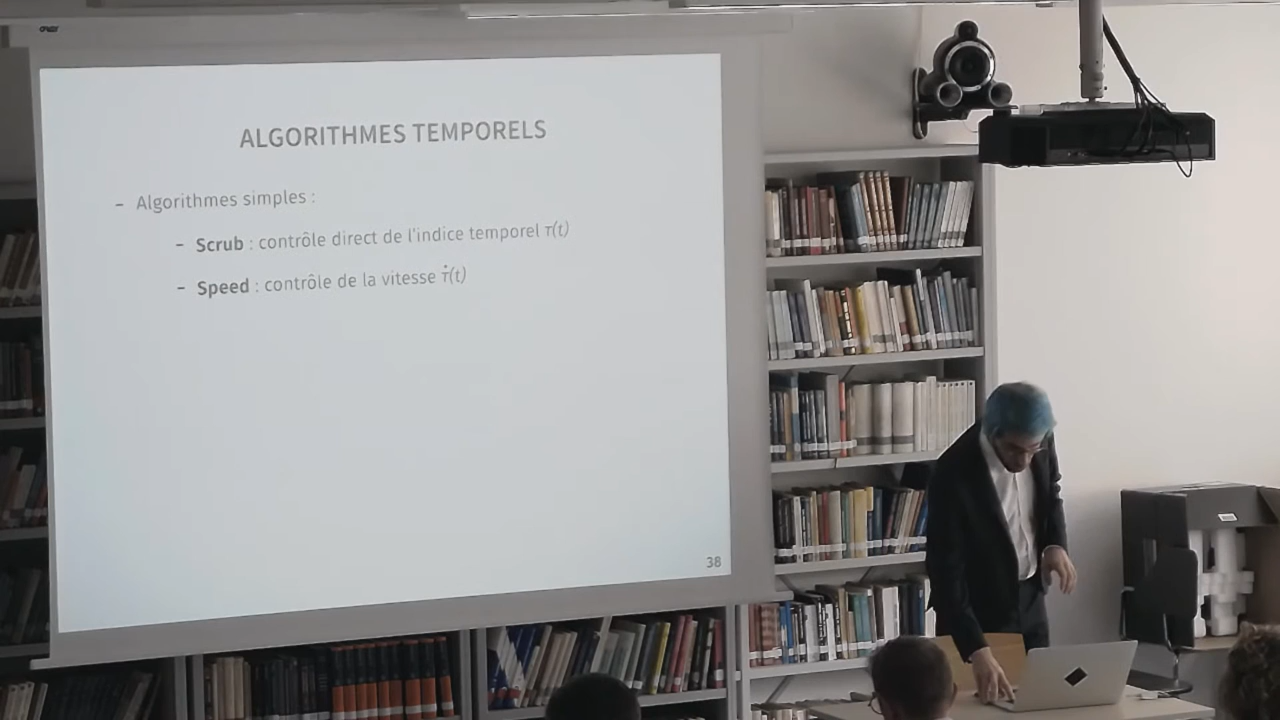 ALGORITHMES TEMPORELS
– Algorithmes simples :
– Scrub : contrôle direct de l'indice temporel τ(t)
– Speed : contrôle de la vitesse τ̇(t)
38